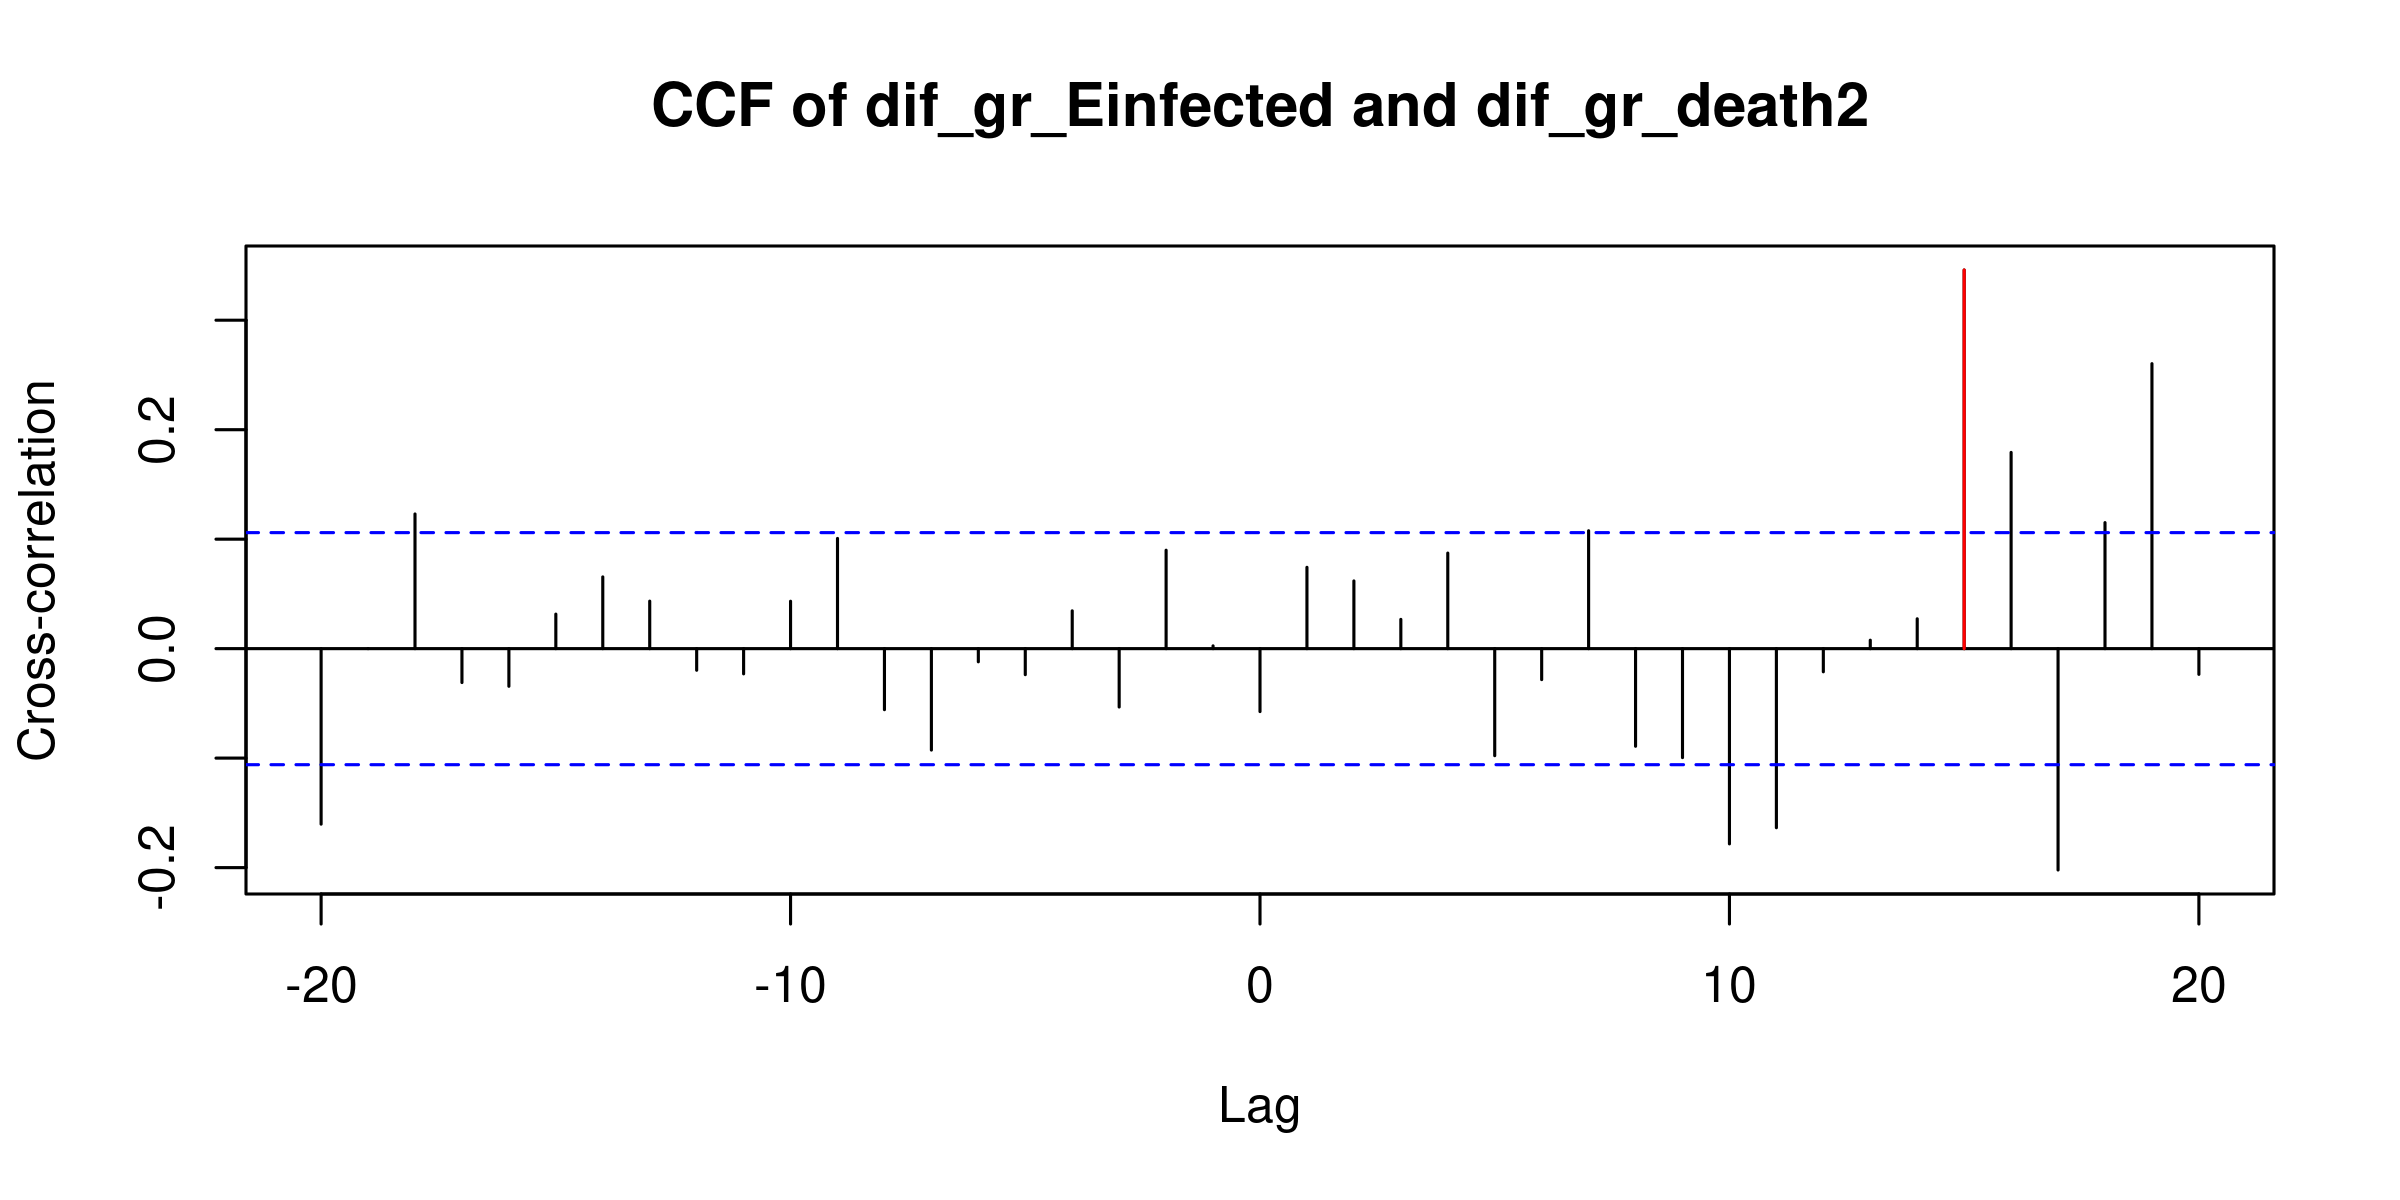 CCF of dif_gr_Einfected and dif_gr_death2
Cross-correlation
0.2
0.0
-0.2
-20 -10 0 10 20
Lag